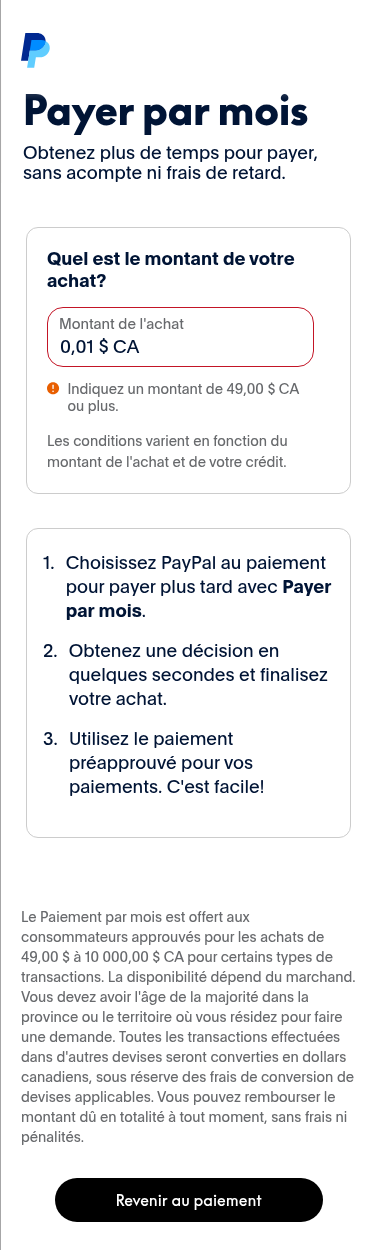 Payer par mois
Obtenez plus de temps pour payer,
sans acompte ni frais de retard.
Quel est le montant de votre
achat?
Montant de l'achat
0,01 $ CA
Indiquez un montant de 49,00 $ CA
ou plus.
Les conditions varient en fonction du
montant de l'achat et de votre crédit.
1. Choisissez PayPal au paiement
pour payer plus tard avec Payer
par mois.
2. Obtenez une décision en
quelques secondes et finalisez
votre achat.
3. Utilisez le paiement
préapprouvé pour vos
paiements. C'est facile!
Le Paiement par mois est offert aux
consommateurs approuvés pour les achats de
49,00 $ à 10 000,00 $ CA pour certains types de
transactions. La disponibilité dépend du marchand.
Vous devez avoir l'âge de la majorité dans la
province ou le territoire où vous résidez pour faire
une demande. Toutes les transactions effectuées
dans d'autres devises seront converties en dollars
canadiens, sous réserve des frais de conversion de
devises applicables. Vous pouvez rembourser le
montant dû en totalité à tout moment, sans frais ni
pénalités.
Revenir au paiement